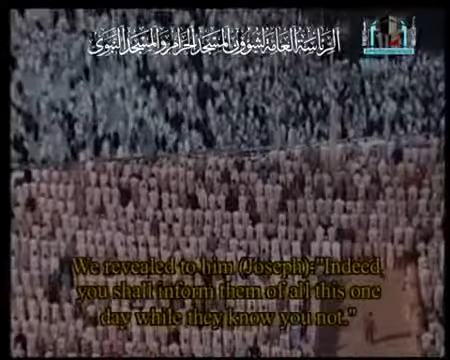 الرئاسة العامة لشؤون المسجد الحرام والمسجد النبوي
We revealed to him (Joseph):"Indeed,
you shall inform them of all this one
day while they know you not."